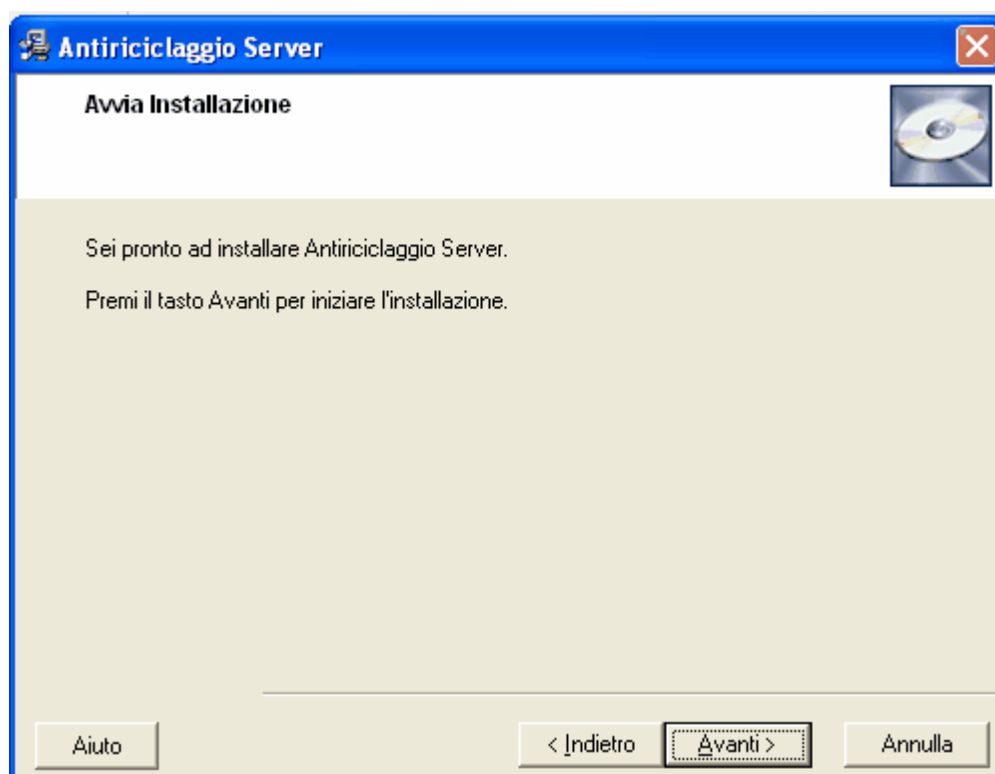 Antiriciclaggio Server
Avvia Installazione
Sei pronto ad installare Antiriciclaggio Server.
Premi il tasto Avanti per iniziare l'installazione.
Aiuto
< Indietro
Avanti >
Annulla